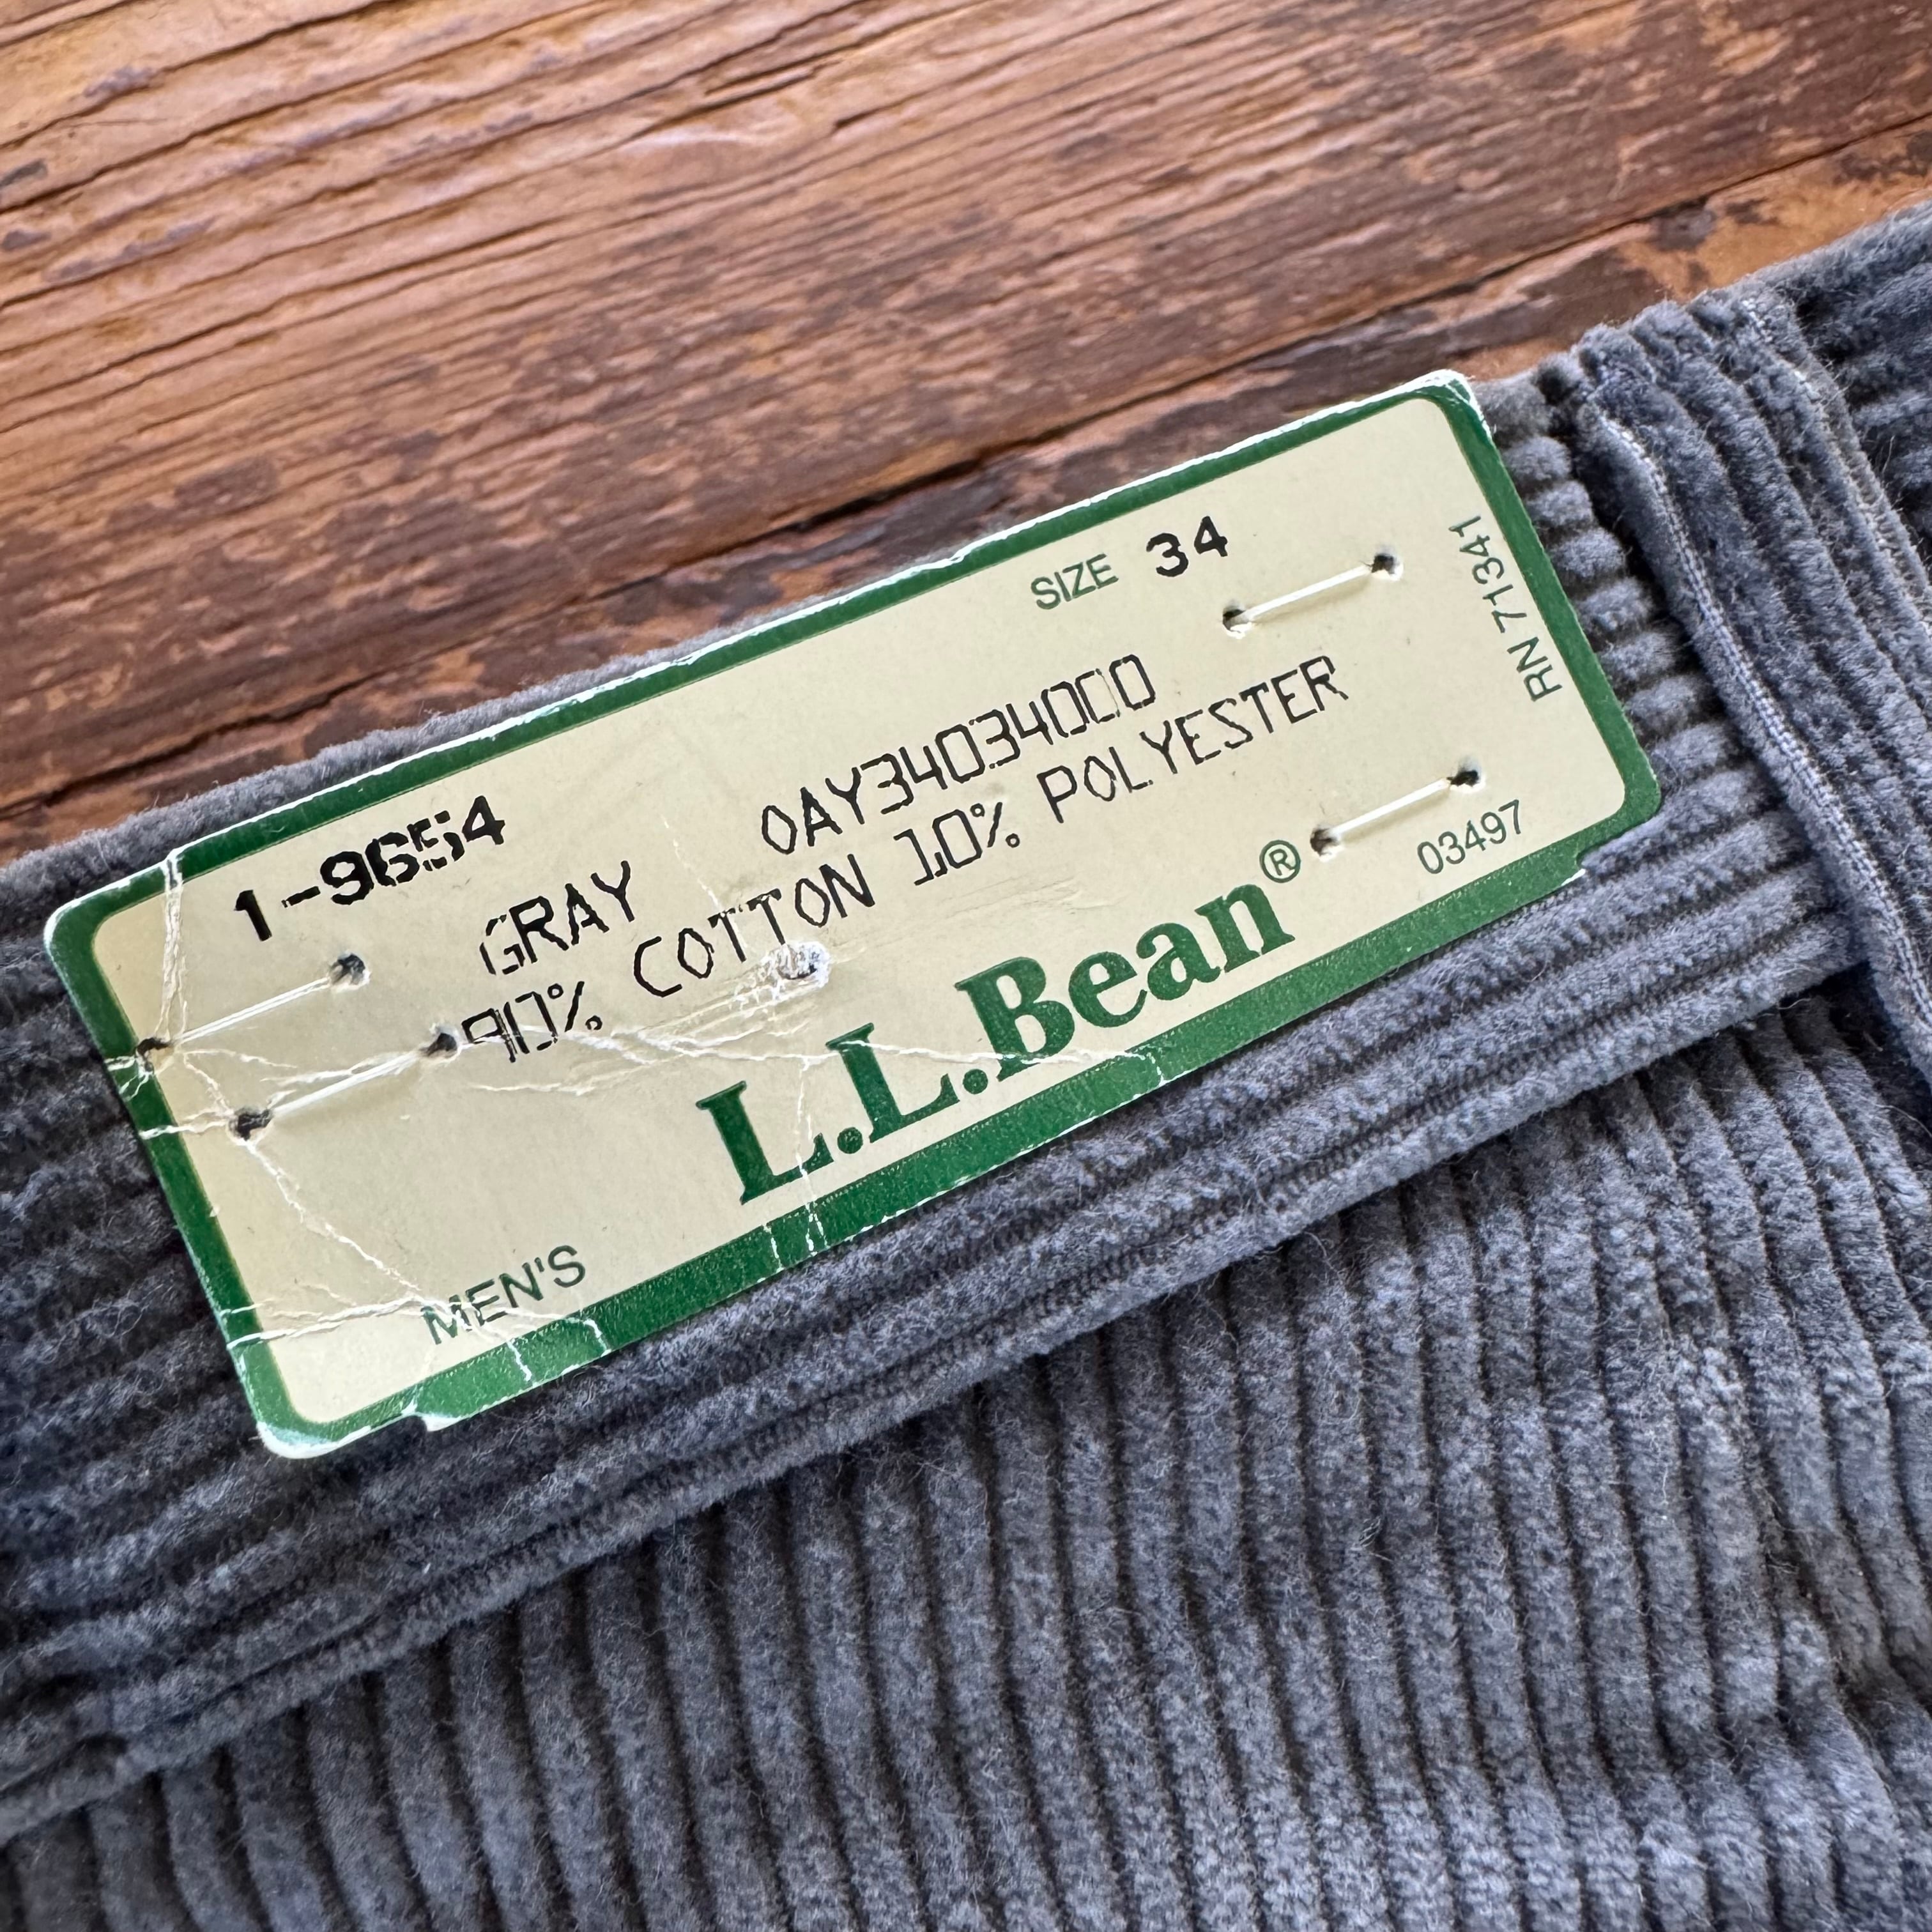 SIZE 34
1-9654
GRAY 0AY34034000
90% COTTON 10% POLYESTER
L.L.Bean®
MEN'S
03497
RN 71341